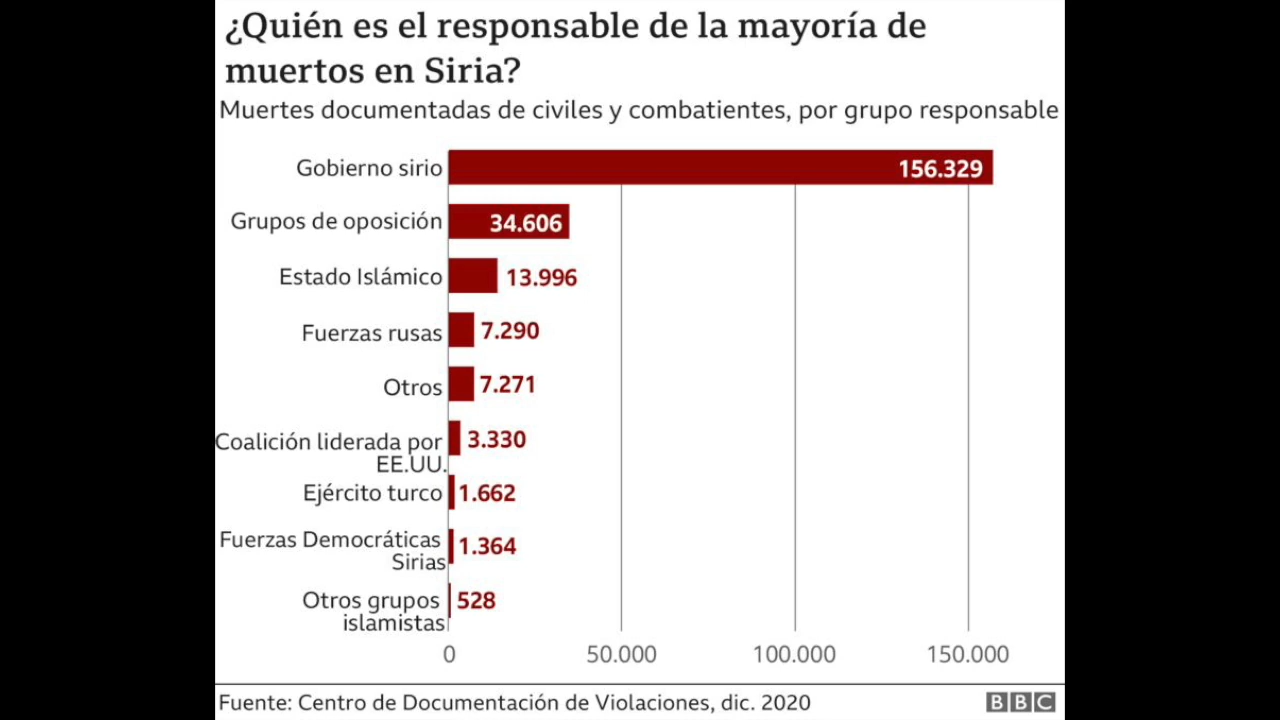 ¿Quién es el responsable de la mayoría de
muertos en Siria?
Muertes documentadas de civiles y combatientes, por grupo responsable
Gobierno sirio 156.329
Grupos de oposición 34.606
Estado Islámico 13.996
Fuerzas rusas 7.290
Otros 7.271
Coalición liderada por 3.330
EE.UU.
Ejército turco 1.662
Fuerzas Democráticas 1.364
Sirias
Otros grupos 528
islamistas
0 50.000 100.000 150.000
Fuente: Centro de Documentación de Violaciones, dic. 2020 BBC